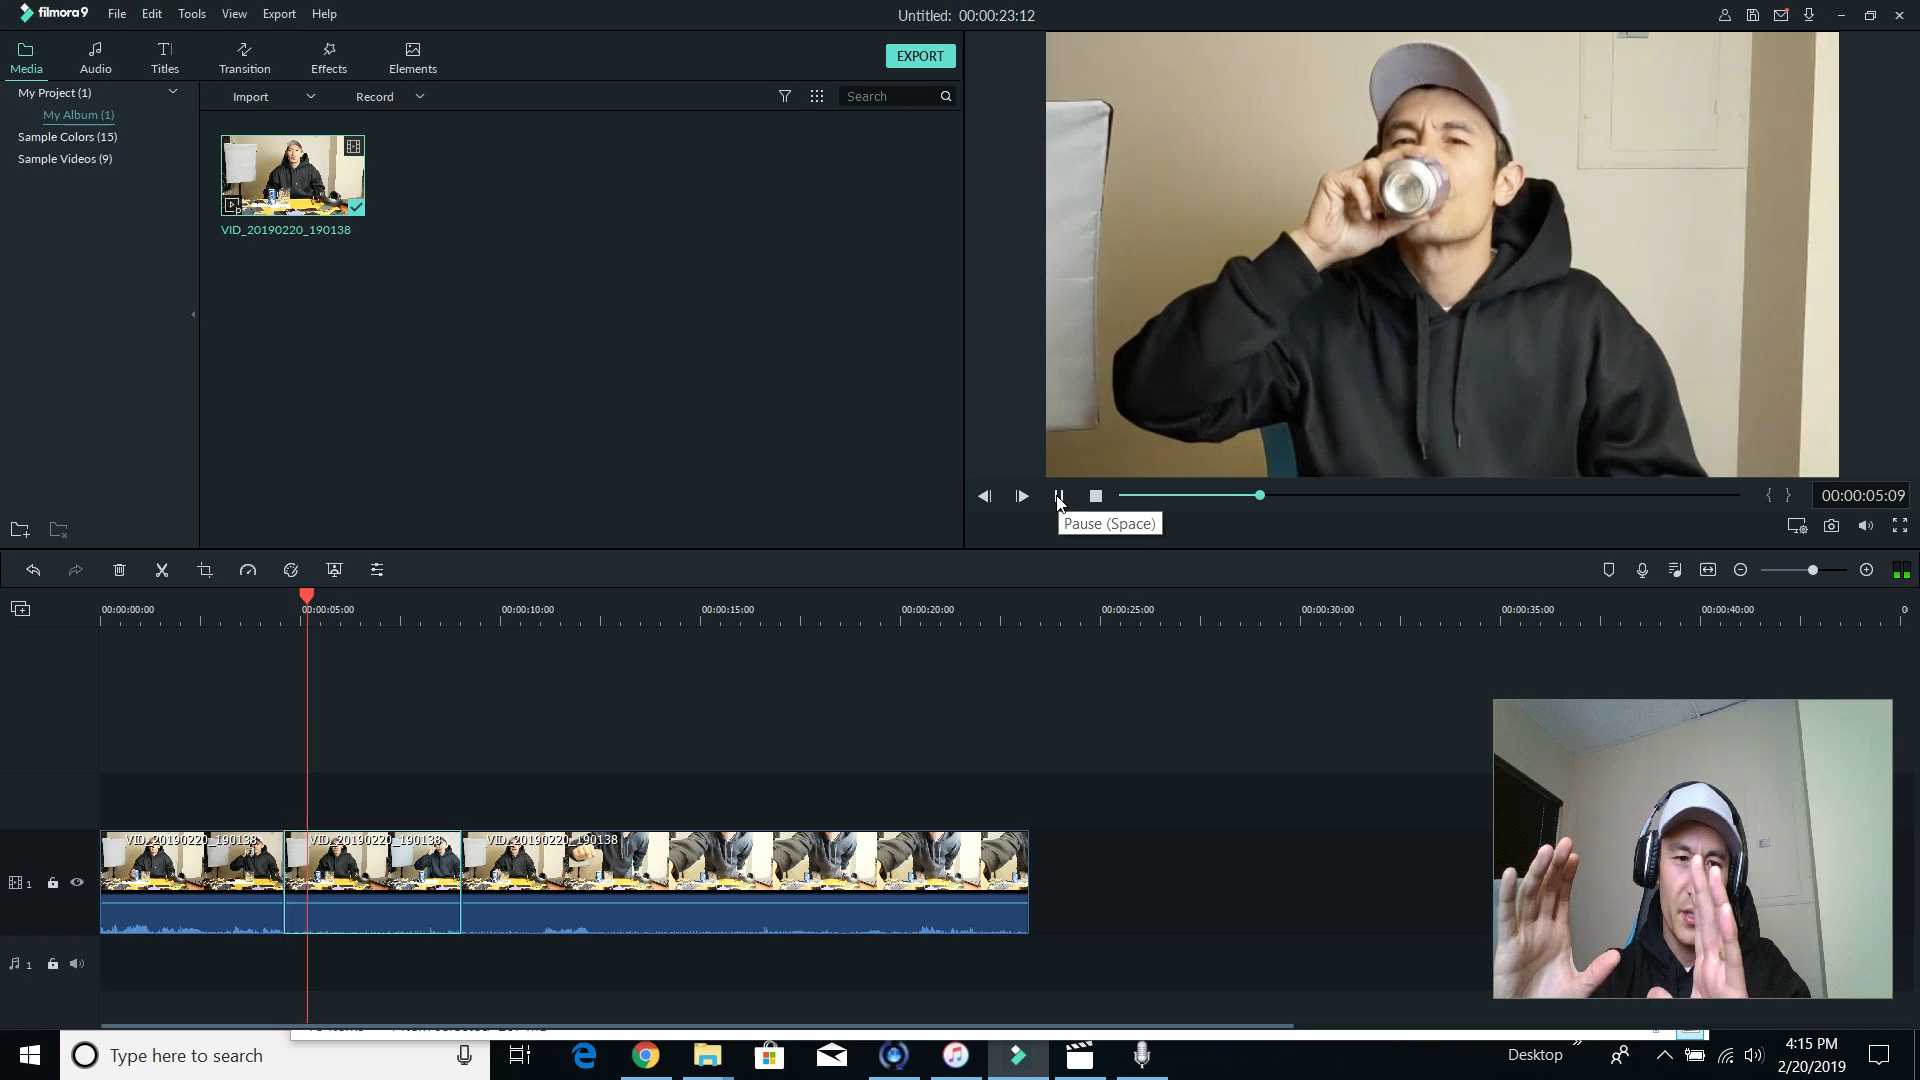 filmora9 File Edit Tools View Export Help
Untitled: 00:00:23:12
Media Audio Titles Transition Effects Elements
EXPORT
My Project (1)
Import Record Search
My Album (1)
Sample Colors (15)
Sample Videos (9)
VID_20190220_190138
00:00:05:09
Pause (Space)
00:00:00:00 00:00:05:00 00:00:10:00 00:00:15:00 00:00:20:00 00:00:25:00 00:00:30:00 00:00:35:00 00:00:40:00
VID_20190220_190138 VID_20190220_190138 VID_20190220_190138
1
1
Type here to search
Desktop
4:15 PM
2/20/2019